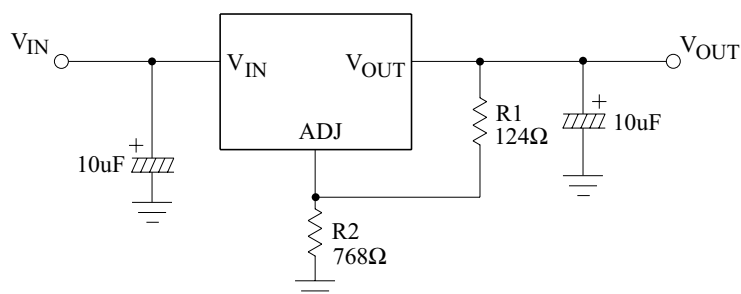 VIN
VIN
VOUT
VOUT
ADJ
R1
124Ω
+
10uF
+
10uF
R2
768Ω